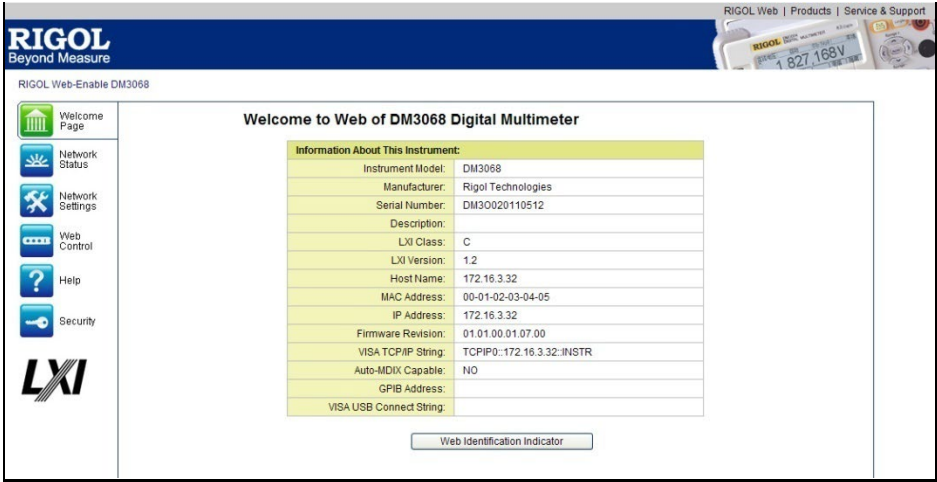 RIGOL Web | Products | Service & Support
RIGOL
Beyond Measure
RIGOL
1.827,168V
RIGOL Web-Enable DM3068
Welcome
Page
Network
Status
Network
Settings
Web
Control
Help
Security
LXI
Welcome to Web of DM3068 Digital Multimeter
Information About This Instrument:
Instrument Model: DM3068
Manufacturer: Rigol Technologies
Serial Number: DM3O020110512
Description:
LXI Class: C
LXI Version: 1.2
Host Name: 172.16.3.32
MAC Address: 00-01-02-03-04-05
IP Address: 172.16.3.32
Firmware Revision: 01.01.00.01.07.00
VISA TCP/IP String: TCPIP0::172.16.3.32::INSTR
Auto-MDIX Capable: NO
GPIB Address:
VISA USB Connect String:
Web Identification Indicator